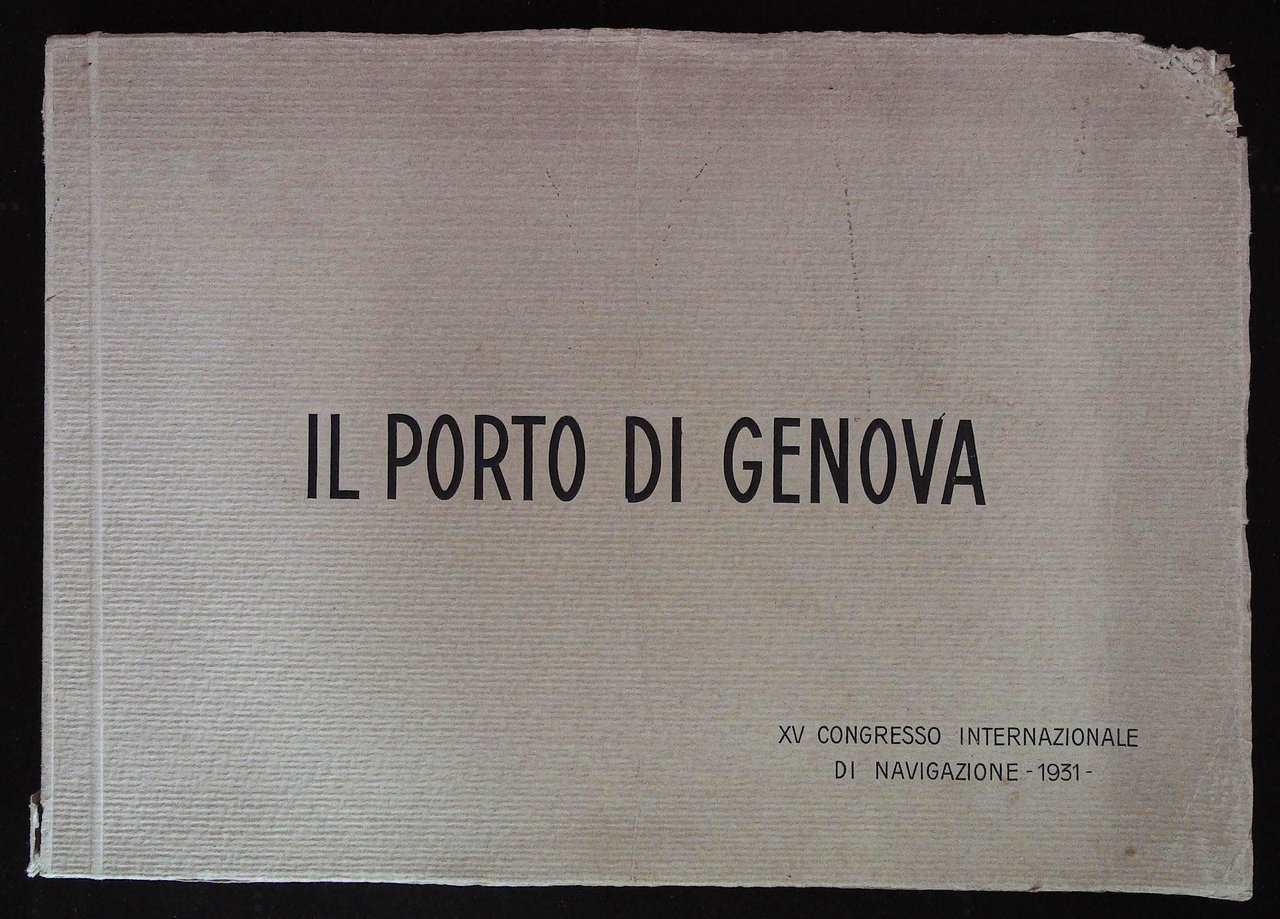 IL PORTO DI GENOVA
XV CONGRESSO INTERNAZIONALE
DI NAVIGAZIONE - 1931 -